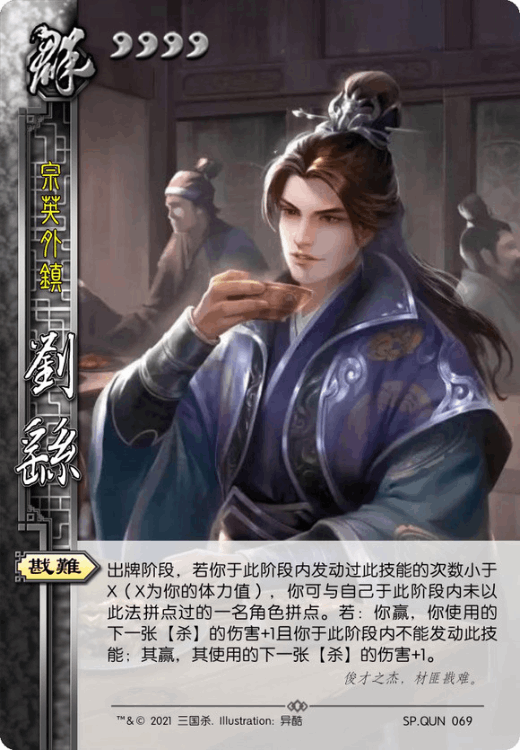 群
宗英外鎮
劉繇
戡難
出牌阶段，若你于此阶段内发动过此技能的次数小于
X（X为你的体力值），你可与自己于此阶段内未以
此法拼点过的一名角色拼点。若：你赢，你使用的
下一张【杀】的伤害+1且你于此阶段内不能发动此技
能；其赢，其使用的下一张【杀】的伤害+1。
俊才之杰，材匪戡难。
™&© 2021 三国杀. Illustration: 异酷
SP.QUN 069